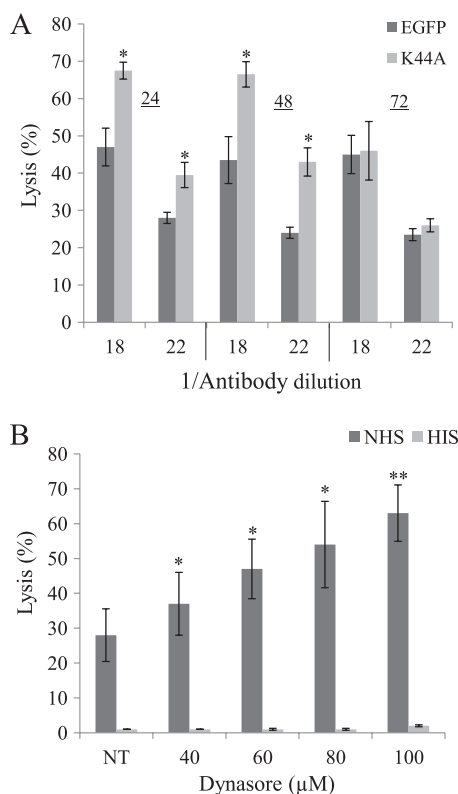 A
EGFP
K44A
Lysis (%)
80
70
60
50
40
30
20
10
0
*
*
*
*
24
48
72
18 22 18 22 18 22
1/Antibody dilution
B
NHS HIS
Lysis (%)
80
70
60
50
40
30
20
10
0
*
*
*
**
NT 40 60 80 100
Dynasore (µM)